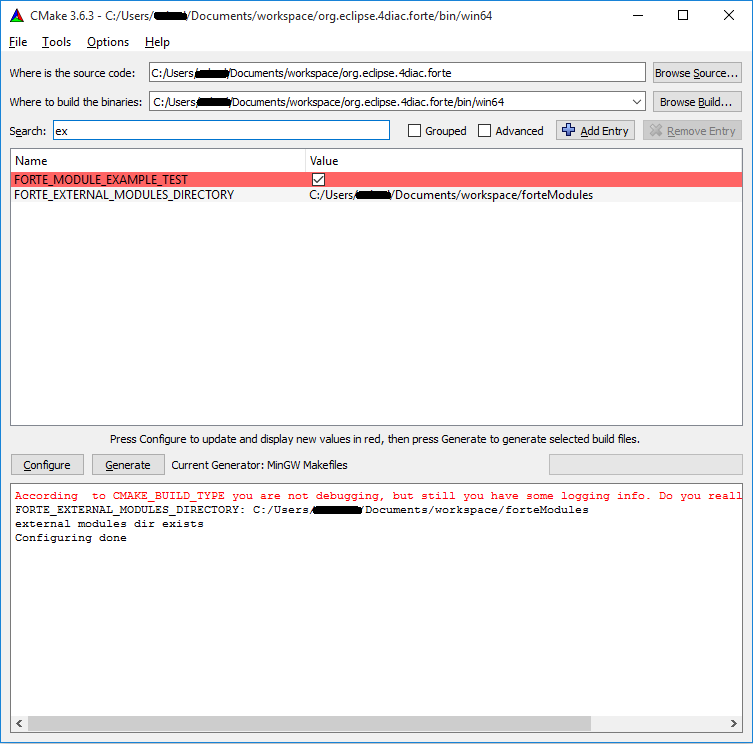 CMake 3.6.3 - C:/Users/ /Documents/workspace/org.eclipse.4diac.forte/bin/win64
File Tools Options Help
Where is the source code: C:/Users/ /Documents/workspace/org.eclipse.4diac.forte Browse Source...
Where to build the binaries: C:/Users/ /Documents/workspace/org.eclipse.4diac.forte/bin/win64 Browse Build...
Search: ex Grouped Advanced Add Entry Remove Entry
Name Value
FORTE_MODULE_EXAMPLE_TEST
FORTE_EXTERNAL_MODULES_DIRECTORY C:/Users/ /Documents/workspace/forteModules
Press Configure to update and display new values in red, then press Generate to generate selected build files.
Configure Generate Current Generator: MinGW Makefiles
According to CMAKE_BUILD_TYPE you are not debugging, but still you have some logging info. Do you reall
FORTE_EXTERNAL_MODULES_DIRECTORY: C:/Users/ /Documents/workspace/forteModules
external modules dir exists
Configuring done